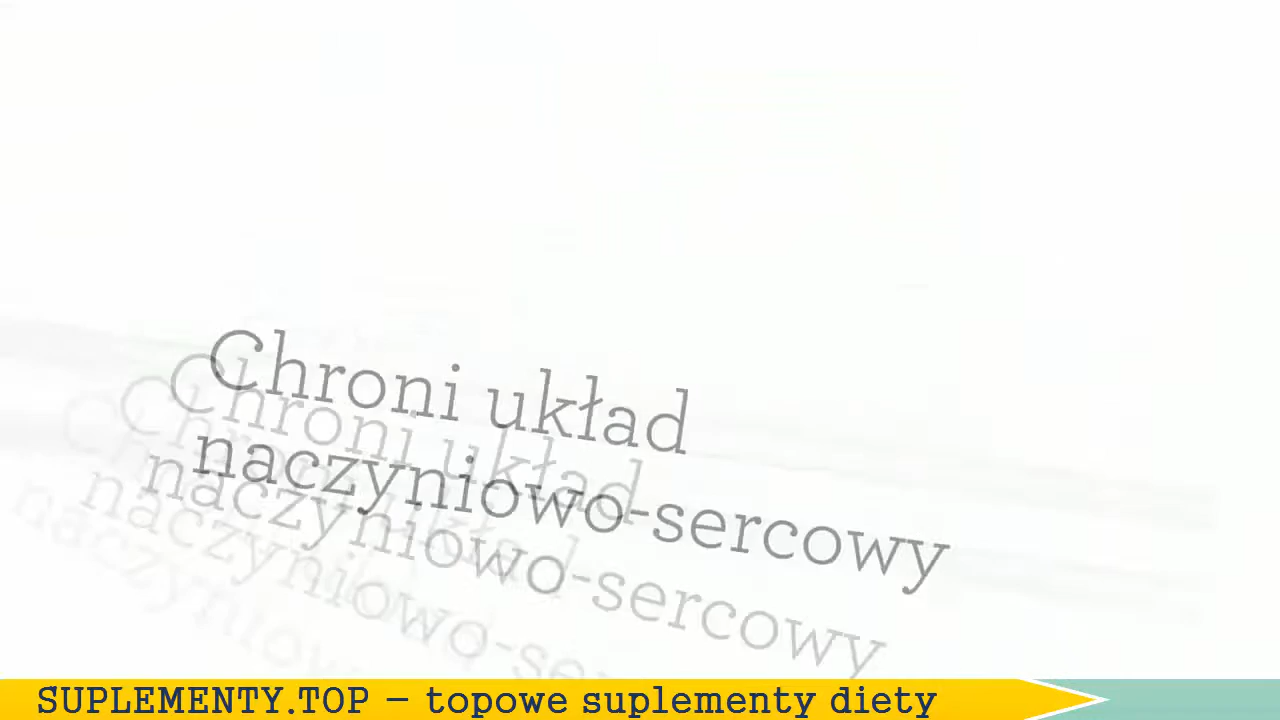 Chroni układ
naczyniowo-sercowy
SUPLEMENTY.TOP – topowe suplementy diety